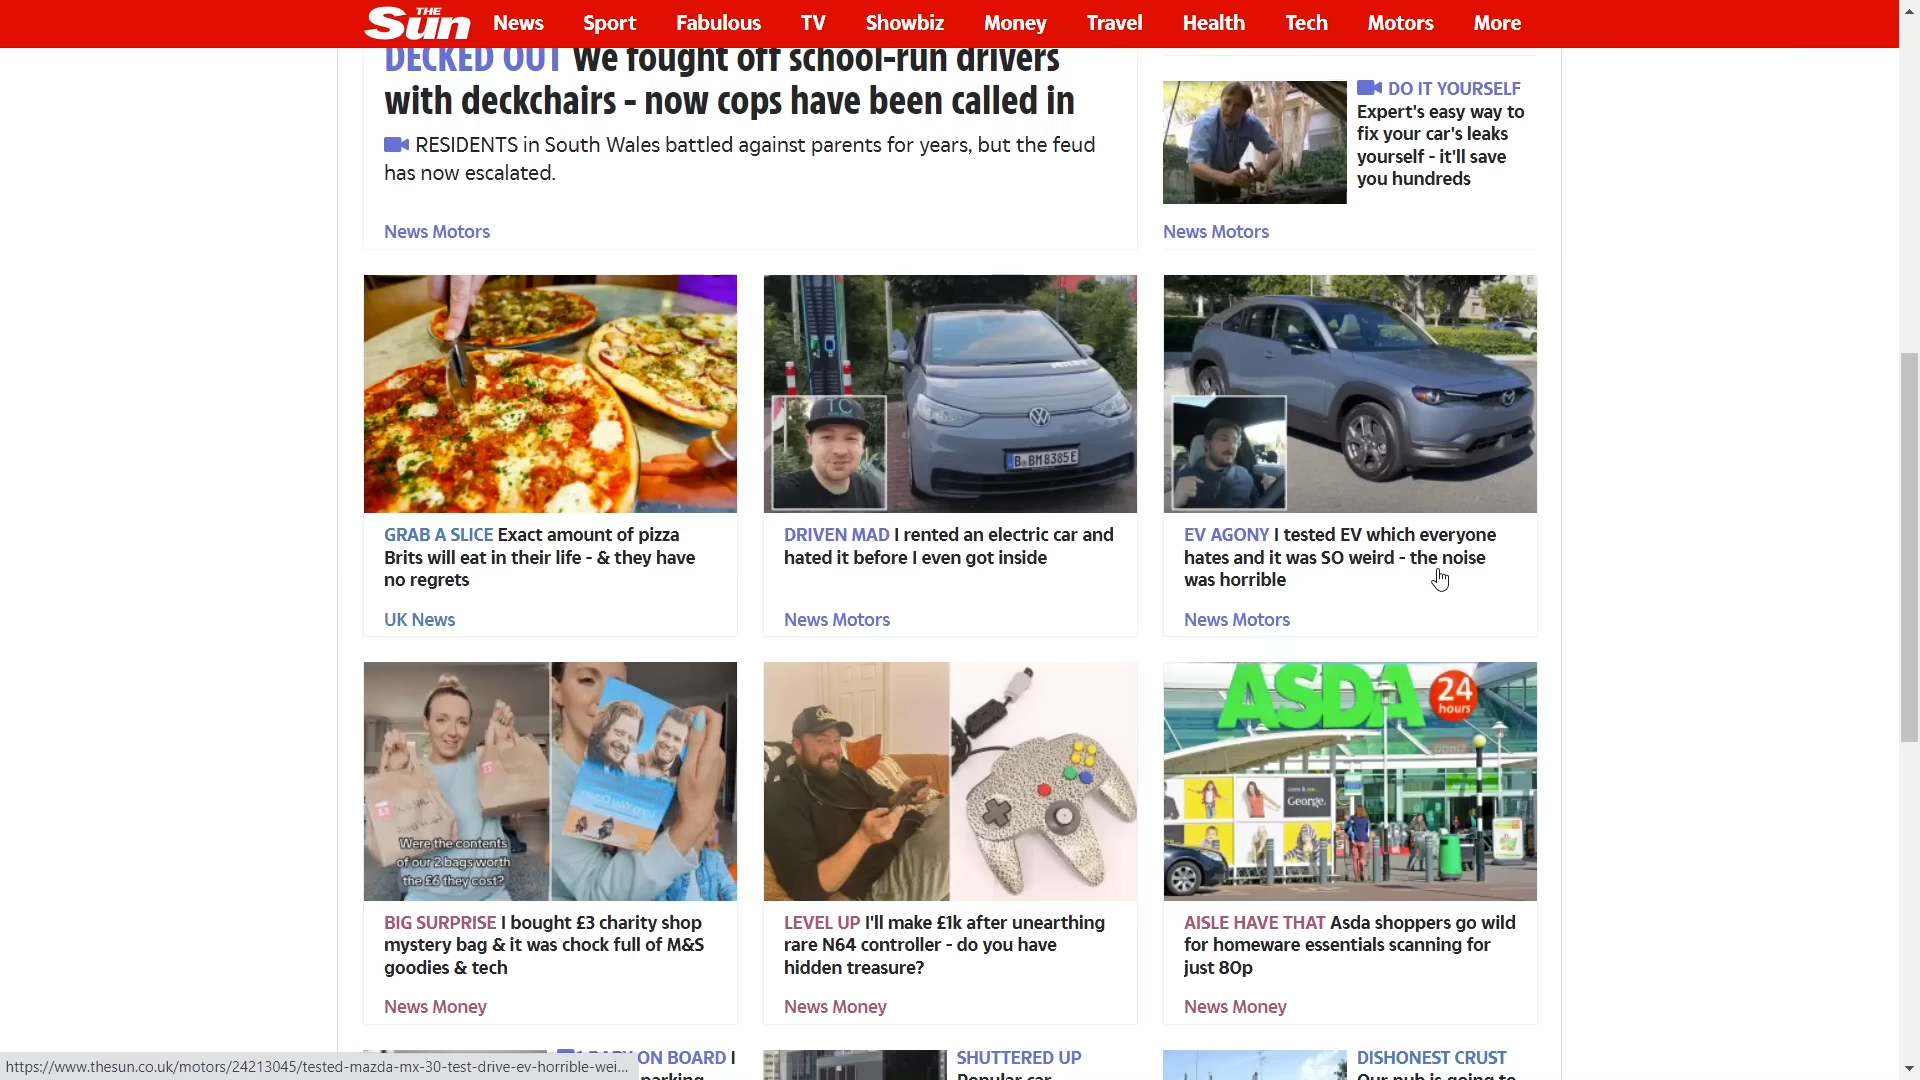 THE Sun News Sport Fabulous TV Showbiz Money Travel Health Tech Motors More
DECKED OUT We fought off school-run drivers
with deckchairs - now cops have been called in
RESIDENTS in South Wales battled against parents for years, but the feud
has now escalated.
News Motors
DO IT YOURSELF
Expert's easy way to
fix your car's leaks
yourself - it'll save
you hundreds
News Motors
GRAB A SLICE Exact amount of pizza
Brits will eat in their life - & they have
no regrets
UK News
B BM8385E
DRIVEN MAD I rented an electric car and
hated it before I even got inside
News Motors
EV AGONY I tested EV which everyone
hates and it was SO weird - the noise
was horrible
News Motors
Were the contents
of our 2 bags worth
the £6 they cost?
BIG SURPRISE I bought £3 charity shop
mystery bag & it was chock full of M&S
goodies & tech
News Money
LEVEL UP I'll make £1k after unearthing
rare N64 controller - do you have
hidden treasure?
News Money
ASDA
24
hours
George.
AISLE HAVE THAT Asda shoppers go wild
for homeware essentials scanning for
just 80p
News Money
ON BOARD I
SHUTTERED UP
Popular car
DISHONEST CRUST
Our pub is going to
https://www.thesun.co.uk/motors/24213045/tested-mazda-mx-30-test-drive-ev-horrible-wei...